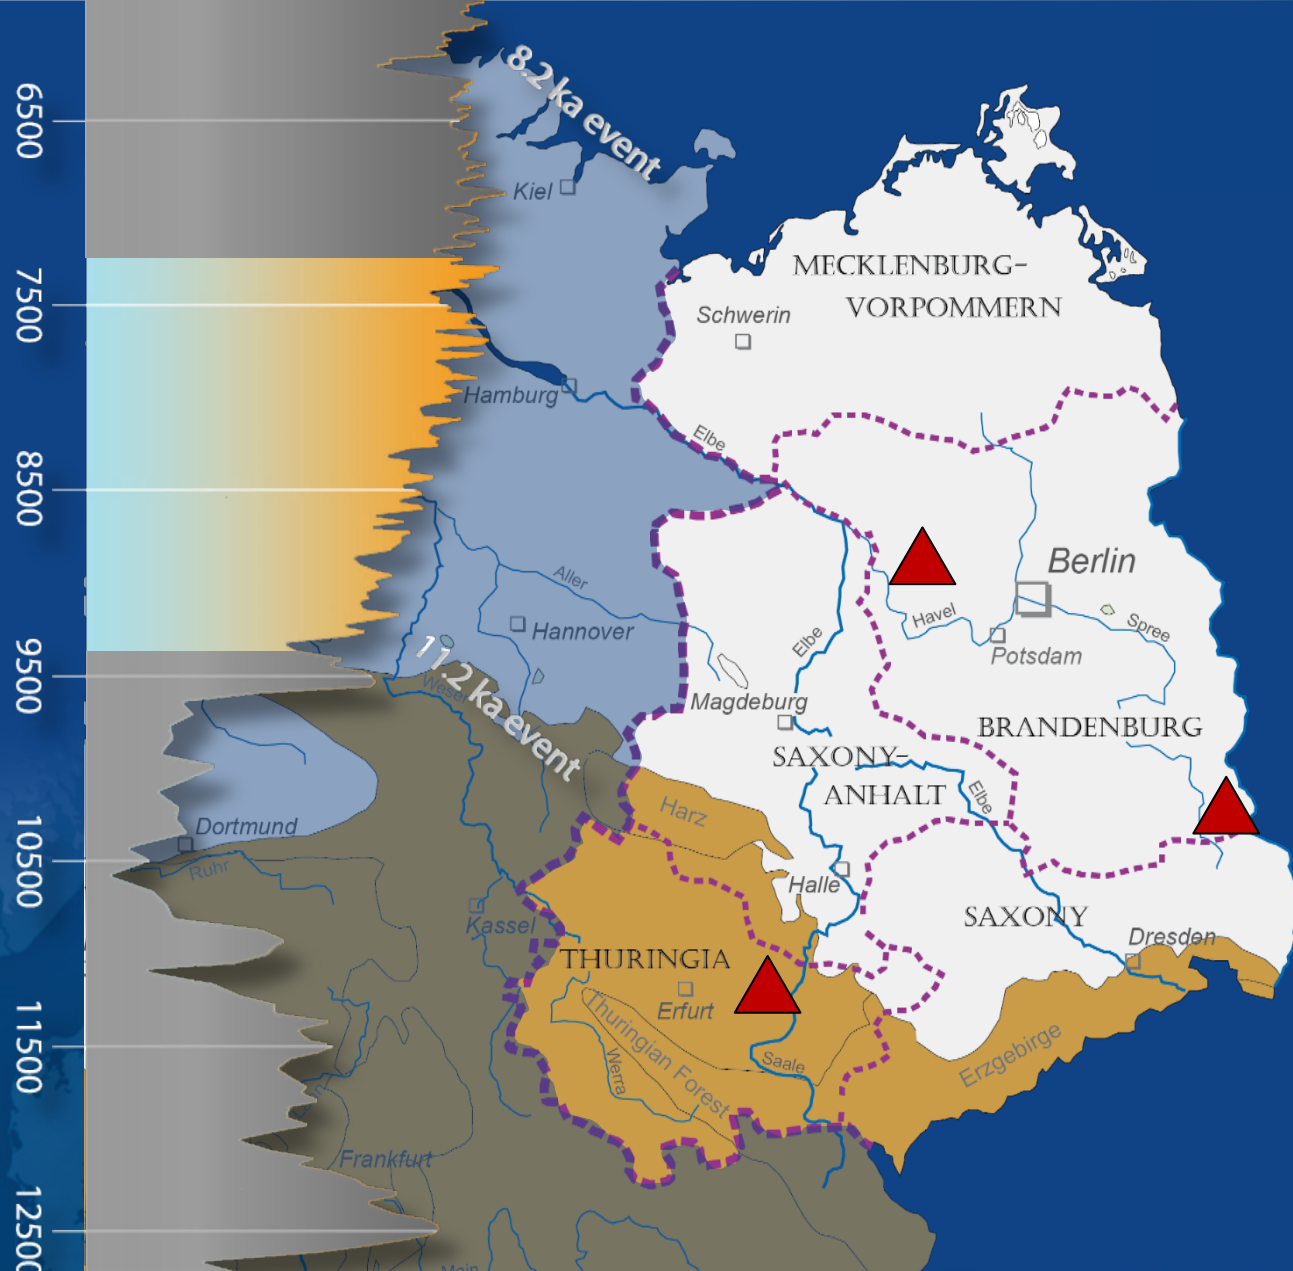 6500
7500
8500
9500
10500
11500
12500
8.2 ka event
11.2 ka event
Kiel
MECKLENBURG-
VORPOMMERN
Schwerin
Hamburg
Elbe
Berlin
Aller
Hannover
Havel
Spree
Elbe
Potsdam
Weser
Magdeburg
BRANDENBURG
SAXONY-
ANHALT
Elbe
Harz
Dortmund
Ruhr
Halle
Kassel
SAXONY
Dresden
THURINGIA
Erfurt
Thuringian Forest
Werra
Saale
Erzgebirge
Frankfurt
Main